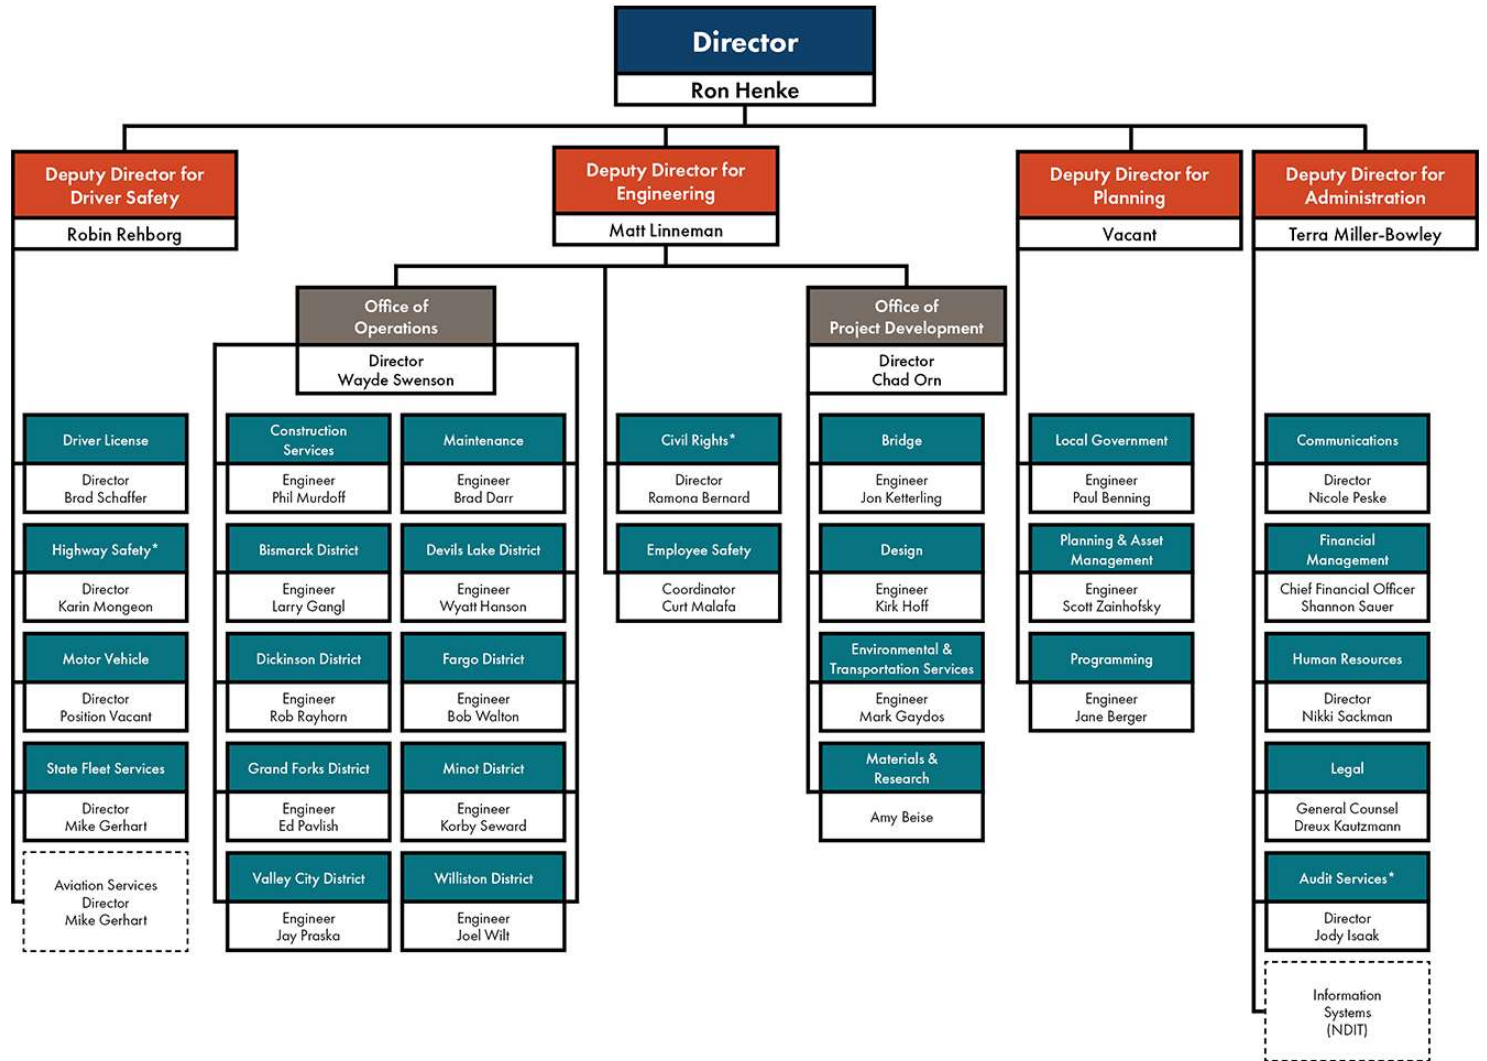 Director
Ron Henke
Deputy Director for
Driver Safety
Robin Rehborg
Deputy Director for
Engineering
Matt Linneman
Deputy Director for
Planning
Vacant
Deputy Director for
Administration
Terra Miller-Bowley
Office of
Operations
Director
Wayde Swenson
Office of
Project Development
Director
Chad Orn
Driver License
Director
Brad Schaffer
Highway Safety*
Director
Karin Mongeon
Motor Vehicle
Director
Position Vacant
State Fleet Services
Director
Mike Gerhart
Aviation Services
Director
Mike Gerhart
Construction
Services
Engineer
Phil Murdoff
Maintenance
Engineer
Brad Darr
Bismarck District
Engineer
Larry Gangl
Devils Lake District
Engineer
Wyatt Hanson
Dickinson District
Engineer
Rob Rayhorn
Fargo District
Engineer
Bob Walton
Grand Forks District
Engineer
Ed Pavlish
Minot District
Engineer
Korby Seward
Valley City District
Engineer
Jay Praska
Williston District
Engineer
Joel Wilt
Civil Rights*
Director
Ramona Bernard
Employee Safety
Coordinator
Curt Malafa
Bridge
Engineer
Jon Ketterling
Design
Engineer
Kirk Hoff
Environmental &
Transportation Services
Engineer
Mark Gaydos
Materials &
Research
Amy Beise
Local Government
Engineer
Paul Benning
Planning & Asset
Management
Engineer
Scott Zainhofsky
Programming
Engineer
Jane Berger
Communications
Director
Nicole Peske
Financial
Management
Chief Financial Officer
Shannon Sauer
Human Resources
Director
Nikki Sackman
Legal
General Counsel
Dreux Kautzmann
Audit Services*
Director
Jody Isaak
Information
Systems
(NDIT)